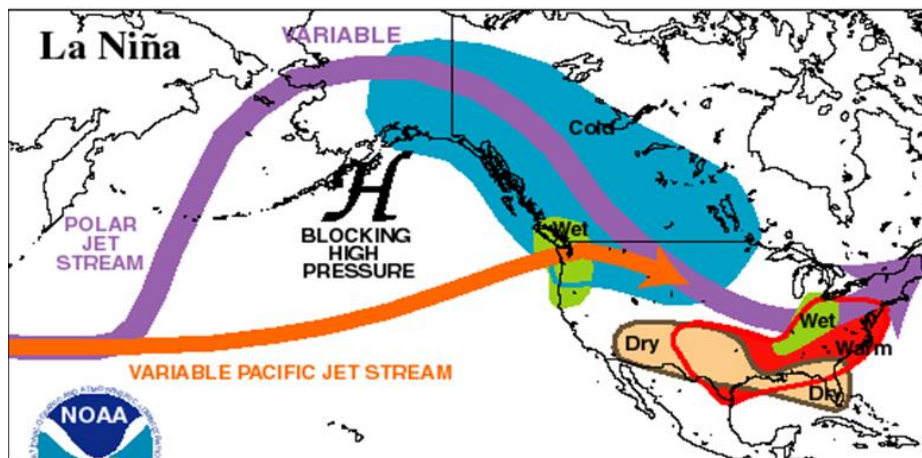 La Niña
VARIABLE
Cold
POLAR
JET
STREAM
H
BLOCKING
HIGH
PRESSURE
Wet
VARIABLE PACIFIC JET STREAM
Dry
Wet
Warm
Dry
NOAA